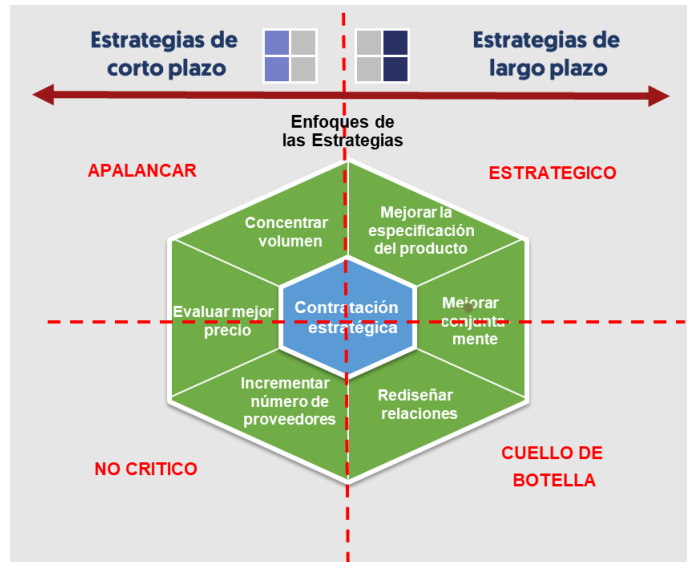 Estrategias de
corto plazo
Estrategias de
largo plazo
Enfoques de
las Estrategias
APALANCAR
ESTRATEGICO
Concentrar
volumen
Mejorar la
especificación
del producto
Evaluar mejor
precio
Contratación
estratégica
Mejorar
conjunta
mente
Incrementar
número de
proveedores
Rediseñar
relaciones
NO CRITICO
CUELLO DE
BOTELLA